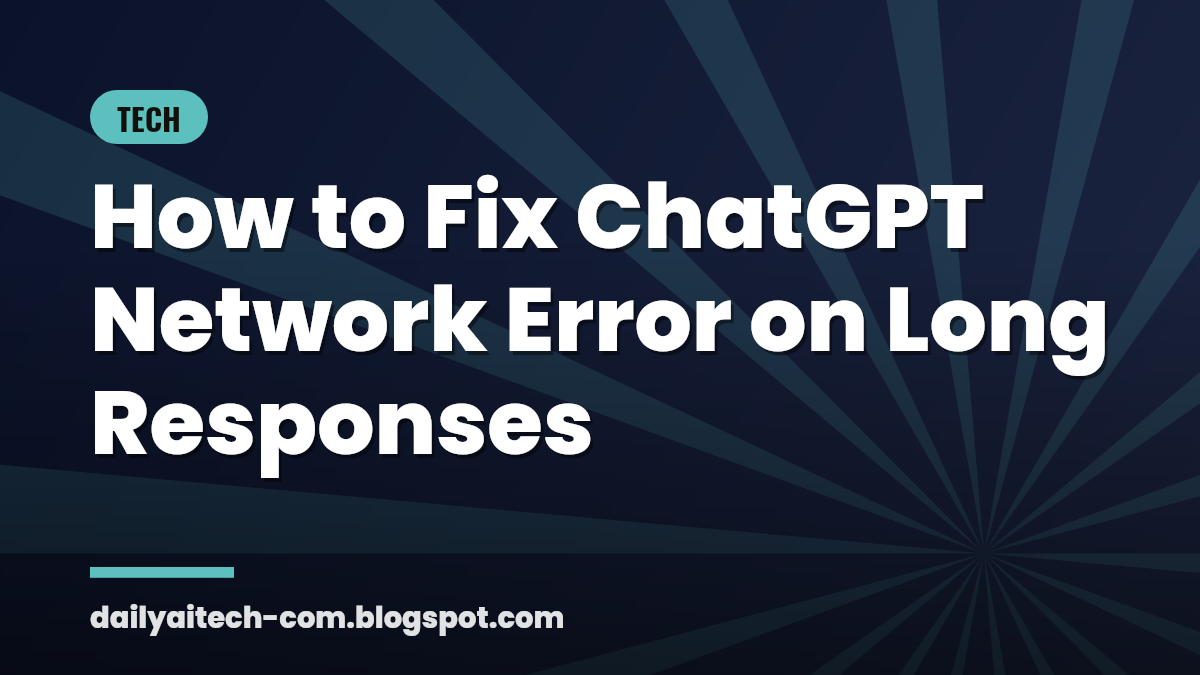 TECH
How to Fix ChatGPT
Network Error on Long
Responses
dailyaitech-com.blogspot.com